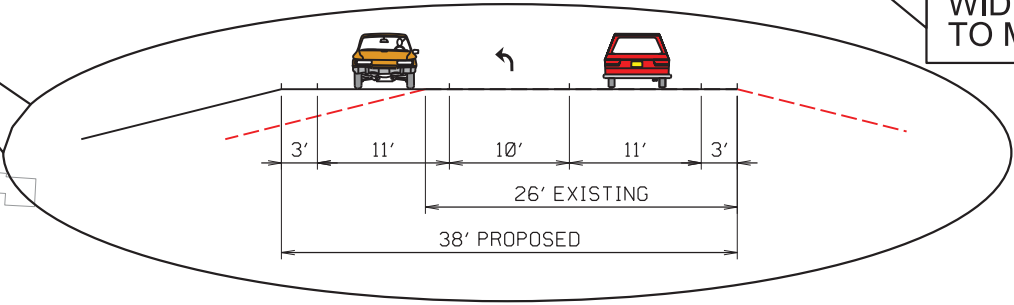 WID
TO M
3' 11' 10' 11' 3'
26' EXISTING
38' PROPOSED